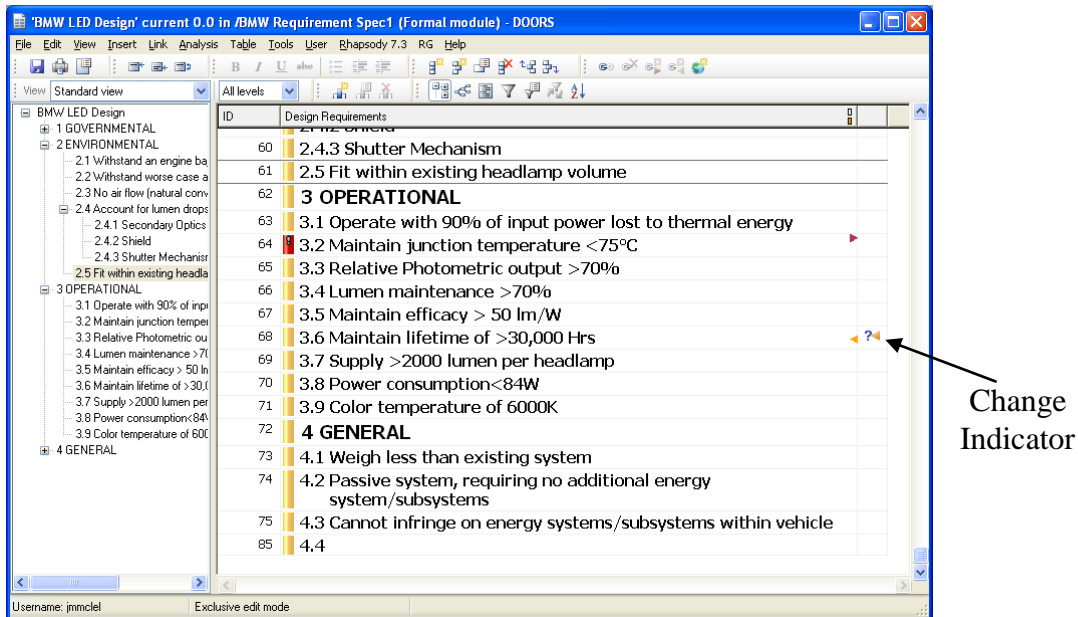 'BMW LED Design' current 0.0 in /BMW Requirement Spec1 (Formal module) - DOORS
File Edit View Insert Link Analysis Table Tools User Rhapsody 7.3 RG Help
B I U abc
View Standard view All levels
BMW LED Design
1 GOVERNMENTAL
2 ENVIRONMENTAL
2.1 Withstand an engine ba
2.2 Withstand worse case a
2.3 No air flow (natural conv
2.4 Account for lumen drops
2.4.1 Secondary Optics
2.4.2 Shield
2.4.3 Shutter Mechanisr
2.5 Fit within existing headla
3 OPERATIONAL
3.1 Operate with 90% of inpu
3.2 Maintain junction temper
3.3 Relative Photometric ou
3.4 Lumen maintenance >70
3.5 Maintain efficacy > 50 lm
3.6 Maintain lifetime of >30,0
3.7 Supply >2000 lumen per
3.8 Power consumption<84W
3.9 Color temperature of 600
4 GENERAL
ID Design Requirements
2.4.2 Shield
60 2.4.3 Shutter Mechanism
61 2.5 Fit within existing headlamp volume
62 3 OPERATIONAL
63 3.1 Operate with 90% of input power lost to thermal energy
64 3.2 Maintain junction temperature <75°C
65 3.3 Relative Photometric output >70%
66 3.4 Lumen maintenance >70%
67 3.5 Maintain efficacy > 50 lm/W
68 3.6 Maintain lifetime of >30,000 Hrs ?
69 3.7 Supply >2000 lumen per headlamp
70 3.8 Power consumption<84W
71 3.9 Color temperature of 6000K
72 4 GENERAL
73 4.1 Weigh less than existing system
74 4.2 Passive system, requiring no additional energy
system/subsystems
75 4.3 Cannot infringe on energy systems/subsystems within vehicle
85 4.4
Change
Indicator
Username: jmmclel Exclusive edit mode